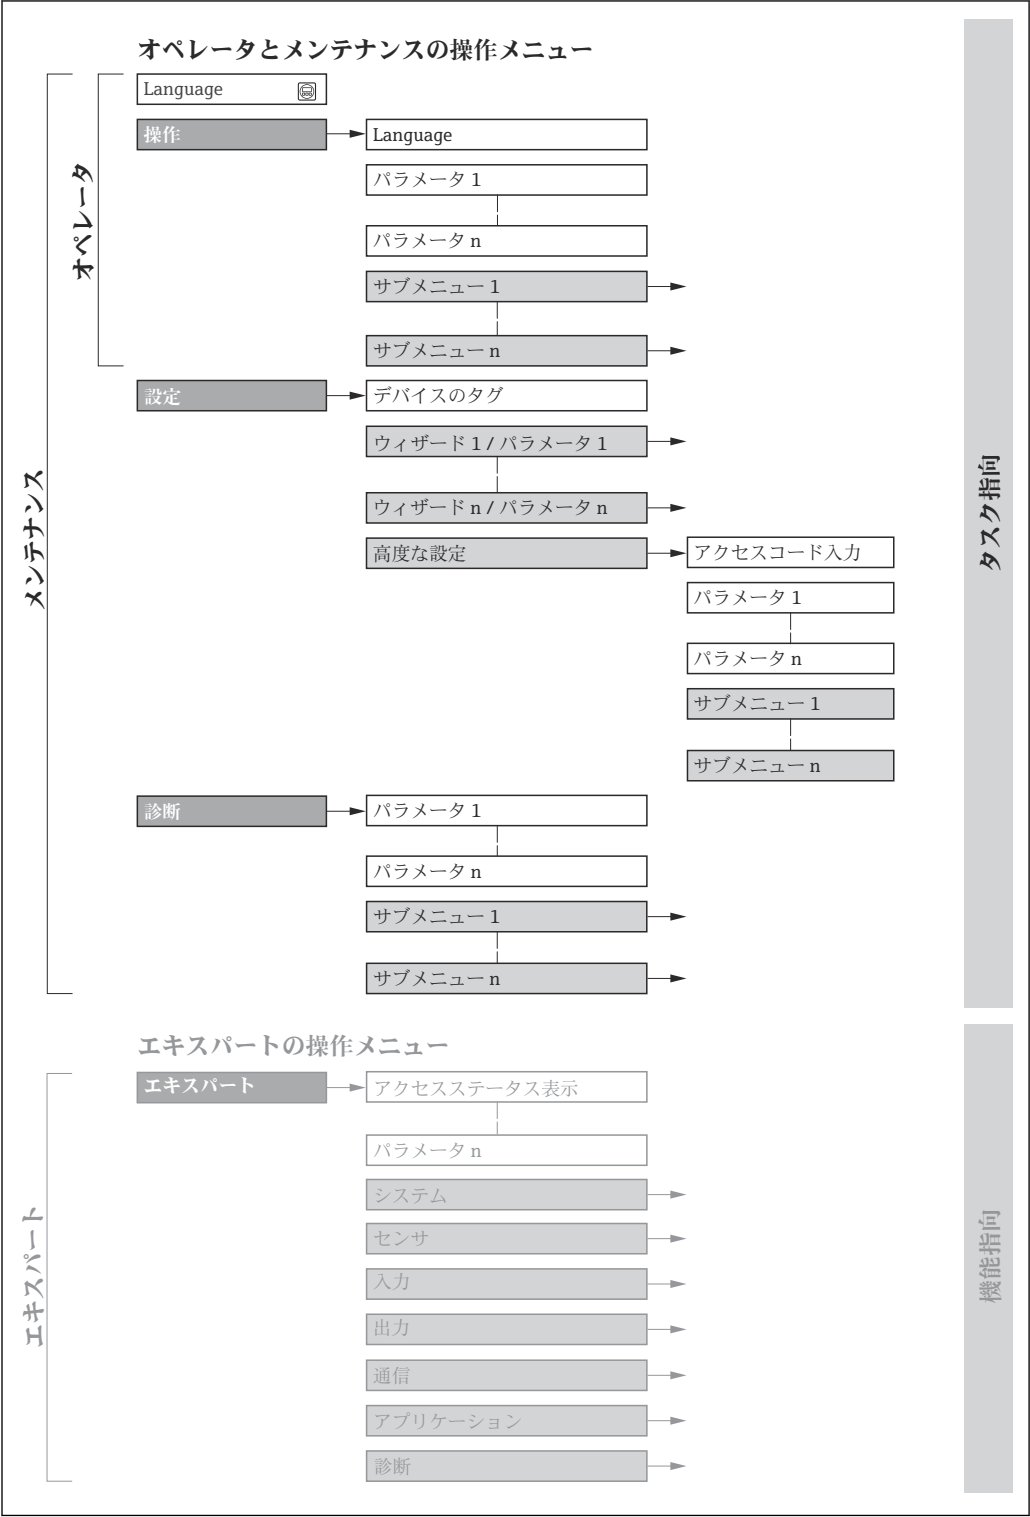 オペレータとメンテナンスの操作メニュー
Language
操作
Language
パラメータ 1
パラメータ n
サブメニュー 1
サブメニュー n
オペレータ
設定
デバイスのタグ
ウィザード 1 / パラメータ 1
ウィザード n / パラメータ n
高度な設定
アクセスコード入力
パラメータ 1
パラメータ n
サブメニュー 1
サブメニュー n
診断
パラメータ 1
パラメータ n
サブメニュー 1
サブメニュー n
メンテナンス
タスク指向
エキスパートの操作メニュー
エキスパート
アクセスステータス表示
パラメータ n
システム
センサ
入力
出力
通信
アプリケーション
診断
エキスパート
機能指向